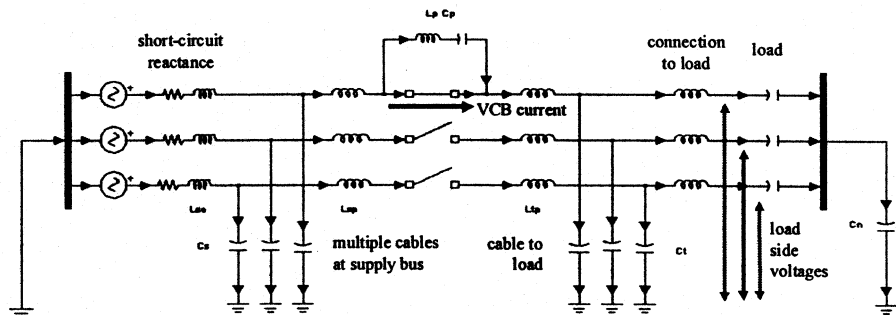 Lp Cp
short-circuit
reactance
connection
to load
load
VCB current
Lsc
Lsp
Ltp
Cs
multiple cables
at supply bus
cable to
load
Ct
load
side
voltages
Cn